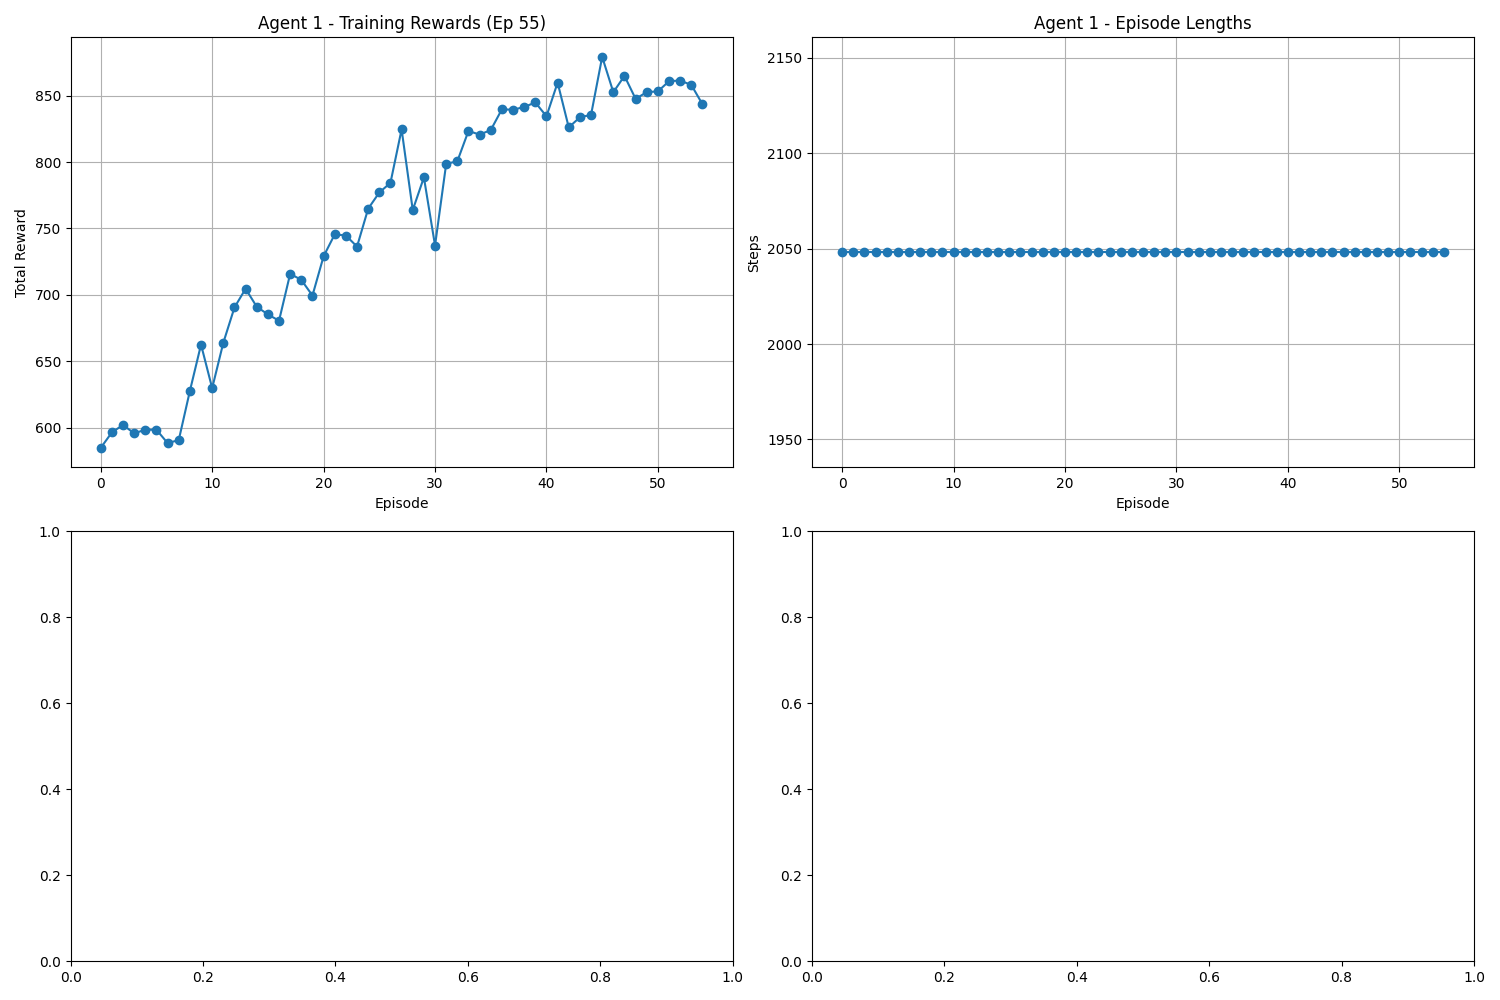 Agent 1 - Training Rewards (Ep 55)
Total Reward
850
800
750
700
650
600
0 10 20 30 40 50
Episode
Agent 1 - Episode Lengths
Steps
2150
2100
2050
2000
1950
0 10 20 30 40 50
Episode
1.0
0.8
0.6
0.4
0.2
0.0
0.0 0.2 0.4 0.6 0.8 1.0
1.0
0.8
0.6
0.4
0.2
0.0
0.0 0.2 0.4 0.6 0.8 1.0